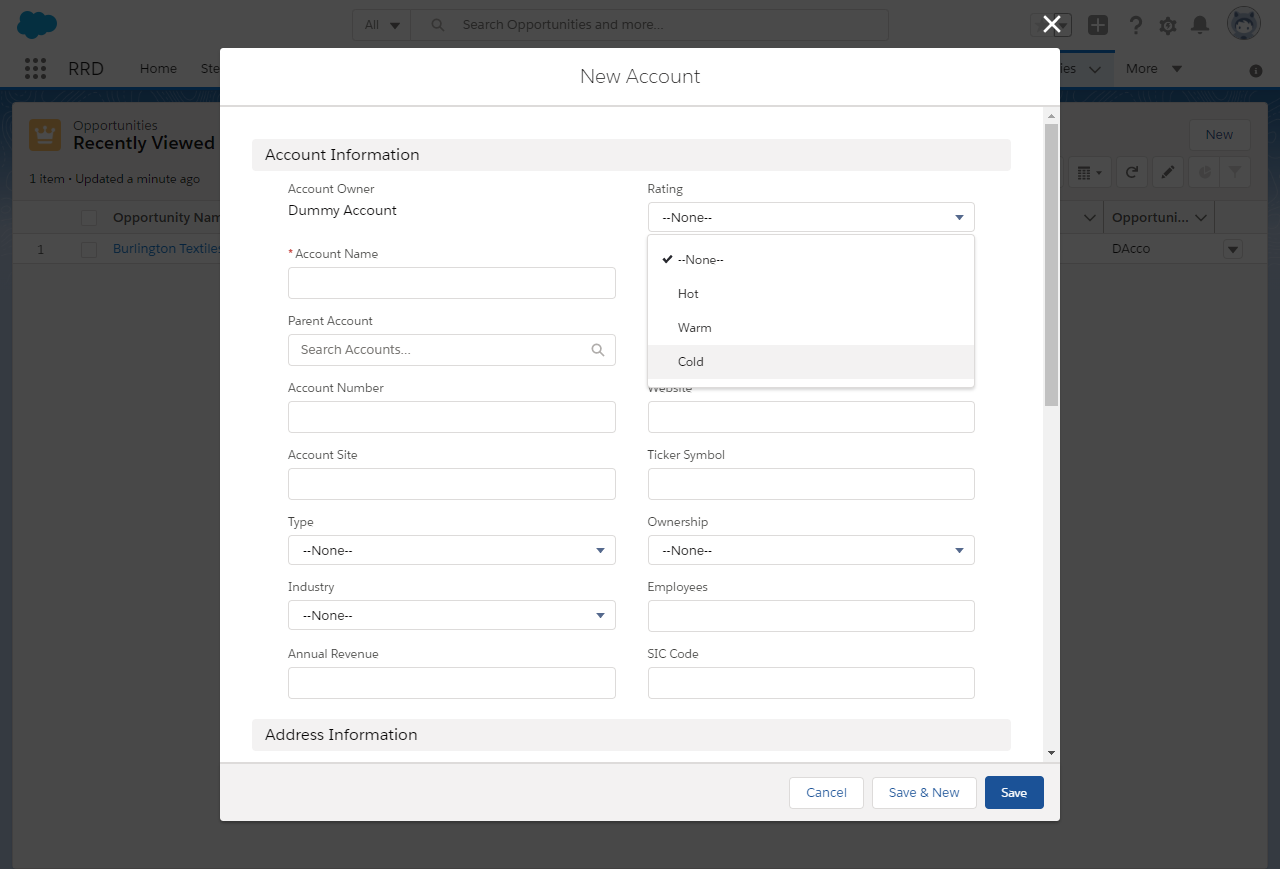 All
Search Opportunities and more...
RRD
Home
Ste
ies
More
New Account
Opportunities
Recently Viewed
New
1 item • Updated a minute ago
Opportunity Nam
Opportuni...
1
Burlington Textiles
DAcco
Account Information
Account Owner
Dummy Account
Rating
--None--
--None--
Hot
Warm
Cold
*Account Name
Parent Account
Search Accounts...
Account Number
Website
Account Site
Ticker Symbol
Type
--None--
Ownership
--None--
Industry
--None--
Employees
Annual Revenue
SIC Code
Address Information
Cancel
Save & New
Save